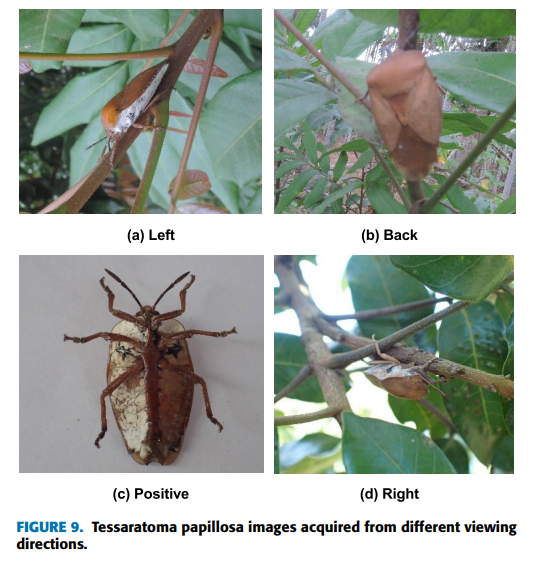 (a) Left
(b) Back
(c) Positive
(d) Right
FIGURE 9. Tessaratoma papillosa images acquired from different viewing
directions.